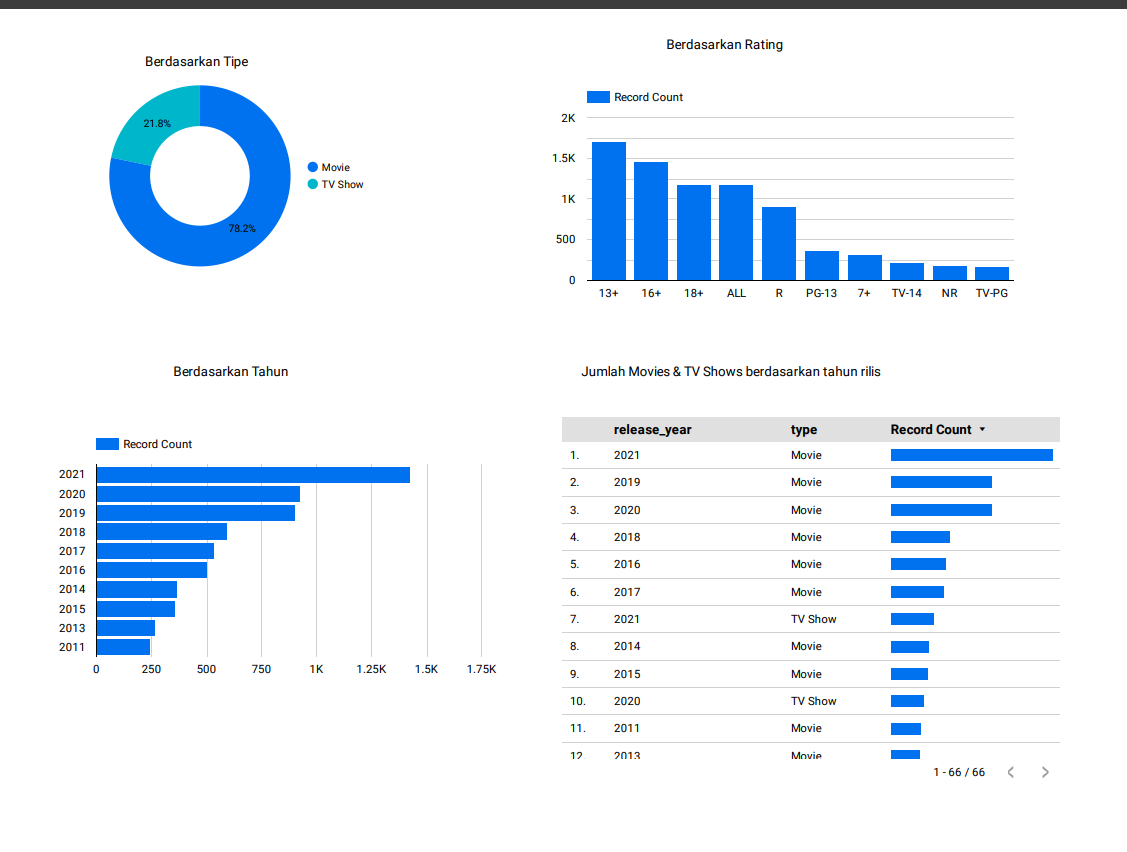 Berdasarkan Tipe
21.8%
78.2%
Movie
TV Show
Berdasarkan Rating
Record Count
2K
1.5K
1K
500
0
13+ 16+ 18+ ALL R PG-13 7+ TV-14 NR TV-PG
Berdasarkan Tahun
Record Count
2021
2020
2019
2018
2017
2016
2014
2015
2013
2011
0 250 500 750 1K 1.25K 1.5K 1.75K
Jumlah Movies & TV Shows berdasarkan tahun rilis
release_year type Record Count
1. 2021 Movie
2. 2019 Movie
3. 2020 Movie
4. 2018 Movie
5. 2016 Movie
6. 2017 Movie
7. 2021 TV Show
8. 2014 Movie
9. 2015 Movie
10. 2020 TV Show
11. 2011 Movie
12. 2013 Movie
1 - 66 / 66